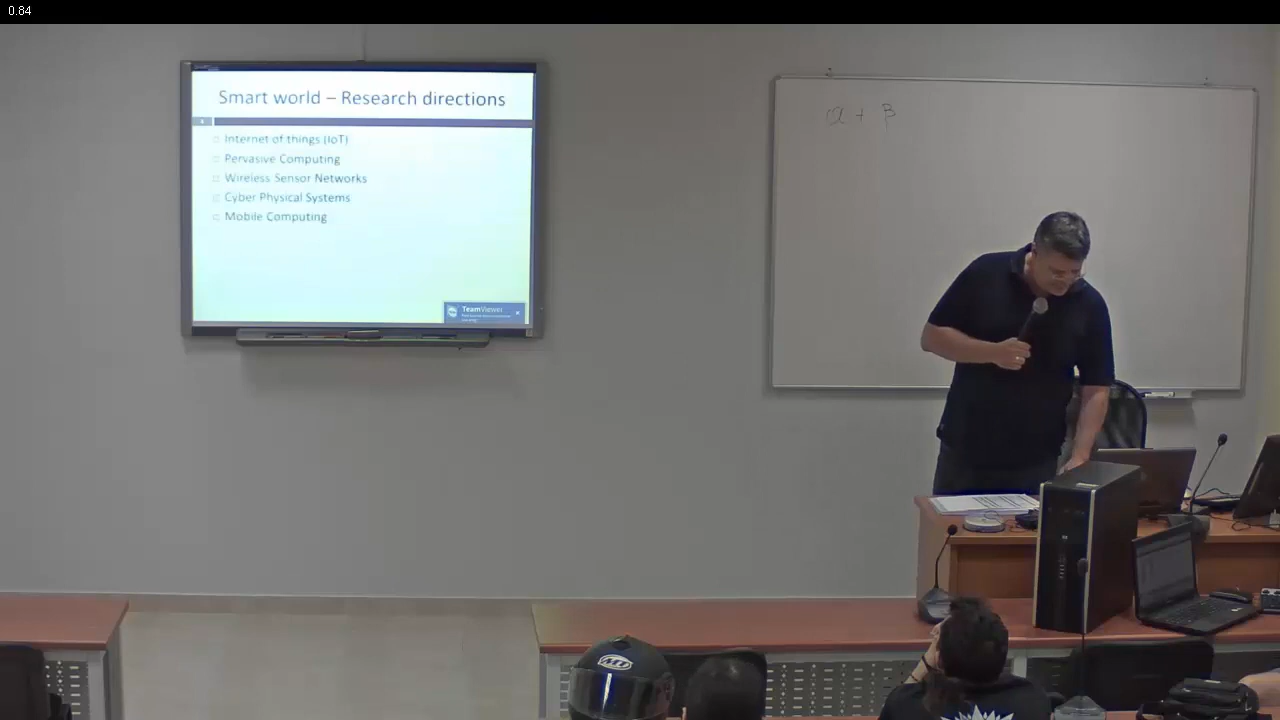 0.84
Smart world – Research directions
Internet of things (IoT)
Pervasive Computing
Wireless Sensor Networks
Cyber Physical Systems
Mobile Computing
TeamViewer
α + β